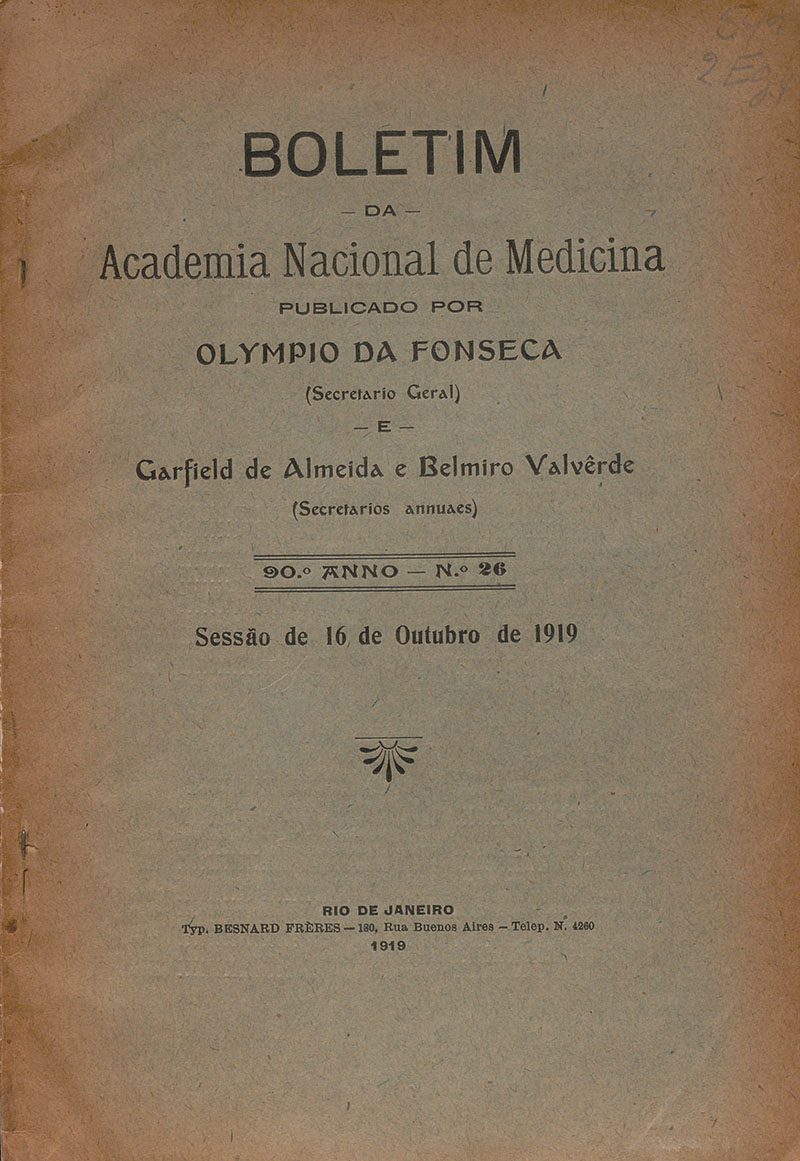 BOLETIM
— DA —
Academia Nacional de Medicina
PUBLICADO POR
OLYMPIO DA FONSECA
(Secretario Geral)
— E —
Garfield de Almeida e Belmiro Valvêrde
(Secretarios annuaes)
90.º ANNO — N.º 26
Sessão de 16 de Outubro de 1919
RIO DE JANEIRO
Typ. BESNARD FRÈRES — 180, Rua Buenos Aires — Telep. N. 4260
1919